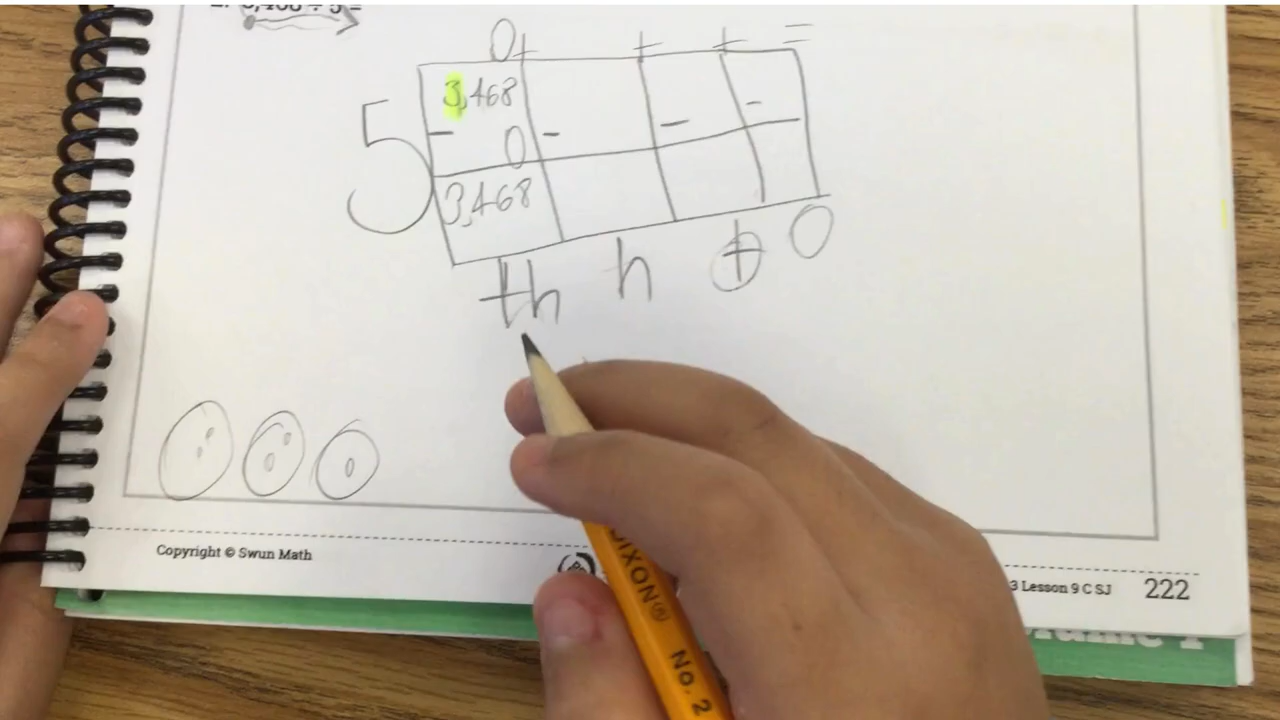 0 + + + =
5 3,468
- 0 - - -
3,468
th h t 0
Copyright © Swun Math
3 Lesson 9 C SJ 222
DIXON® No. 2